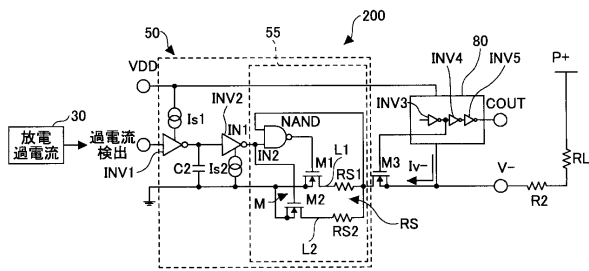 200
50
55
80
VDD
INV4
INV5
P+
30
Is1
INV2
NAND
INV3
COUT
放電
過電流
過電流
検出
IN1
IN2
INV1
C2
Is2
M1
L1
RS1
M3
Iv-
V-
RL
R2
M
M2
RS
RS2
L2